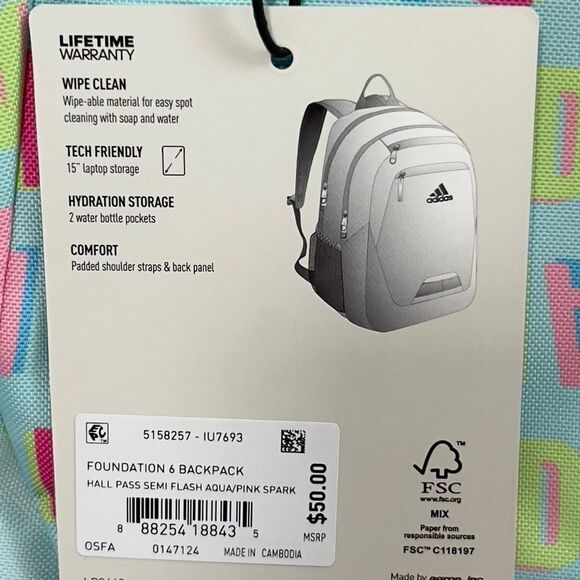 LIFETIME
WARRANTY
WIPE CLEAN
Wipe-able material for easy spot
cleaning with soap and water
TECH FRIENDLY
15" laptop storage
HYDRATION STORAGE
2 water bottle pockets
COMFORT
Padded shoulder straps & back panel
adidas
5158257 - IU7693
FOUNDATION 6 BACKPACK
HALL PASS SEMI FLASH AQUA/PINK SPARK
8 88254 18843 5
OSFA 0147124 MADE IN CAMBODIA
$50.00
MSRP
FSC
www.fsc.org
MIX
Paper from
responsible sources
FSC™ C118197
Made by